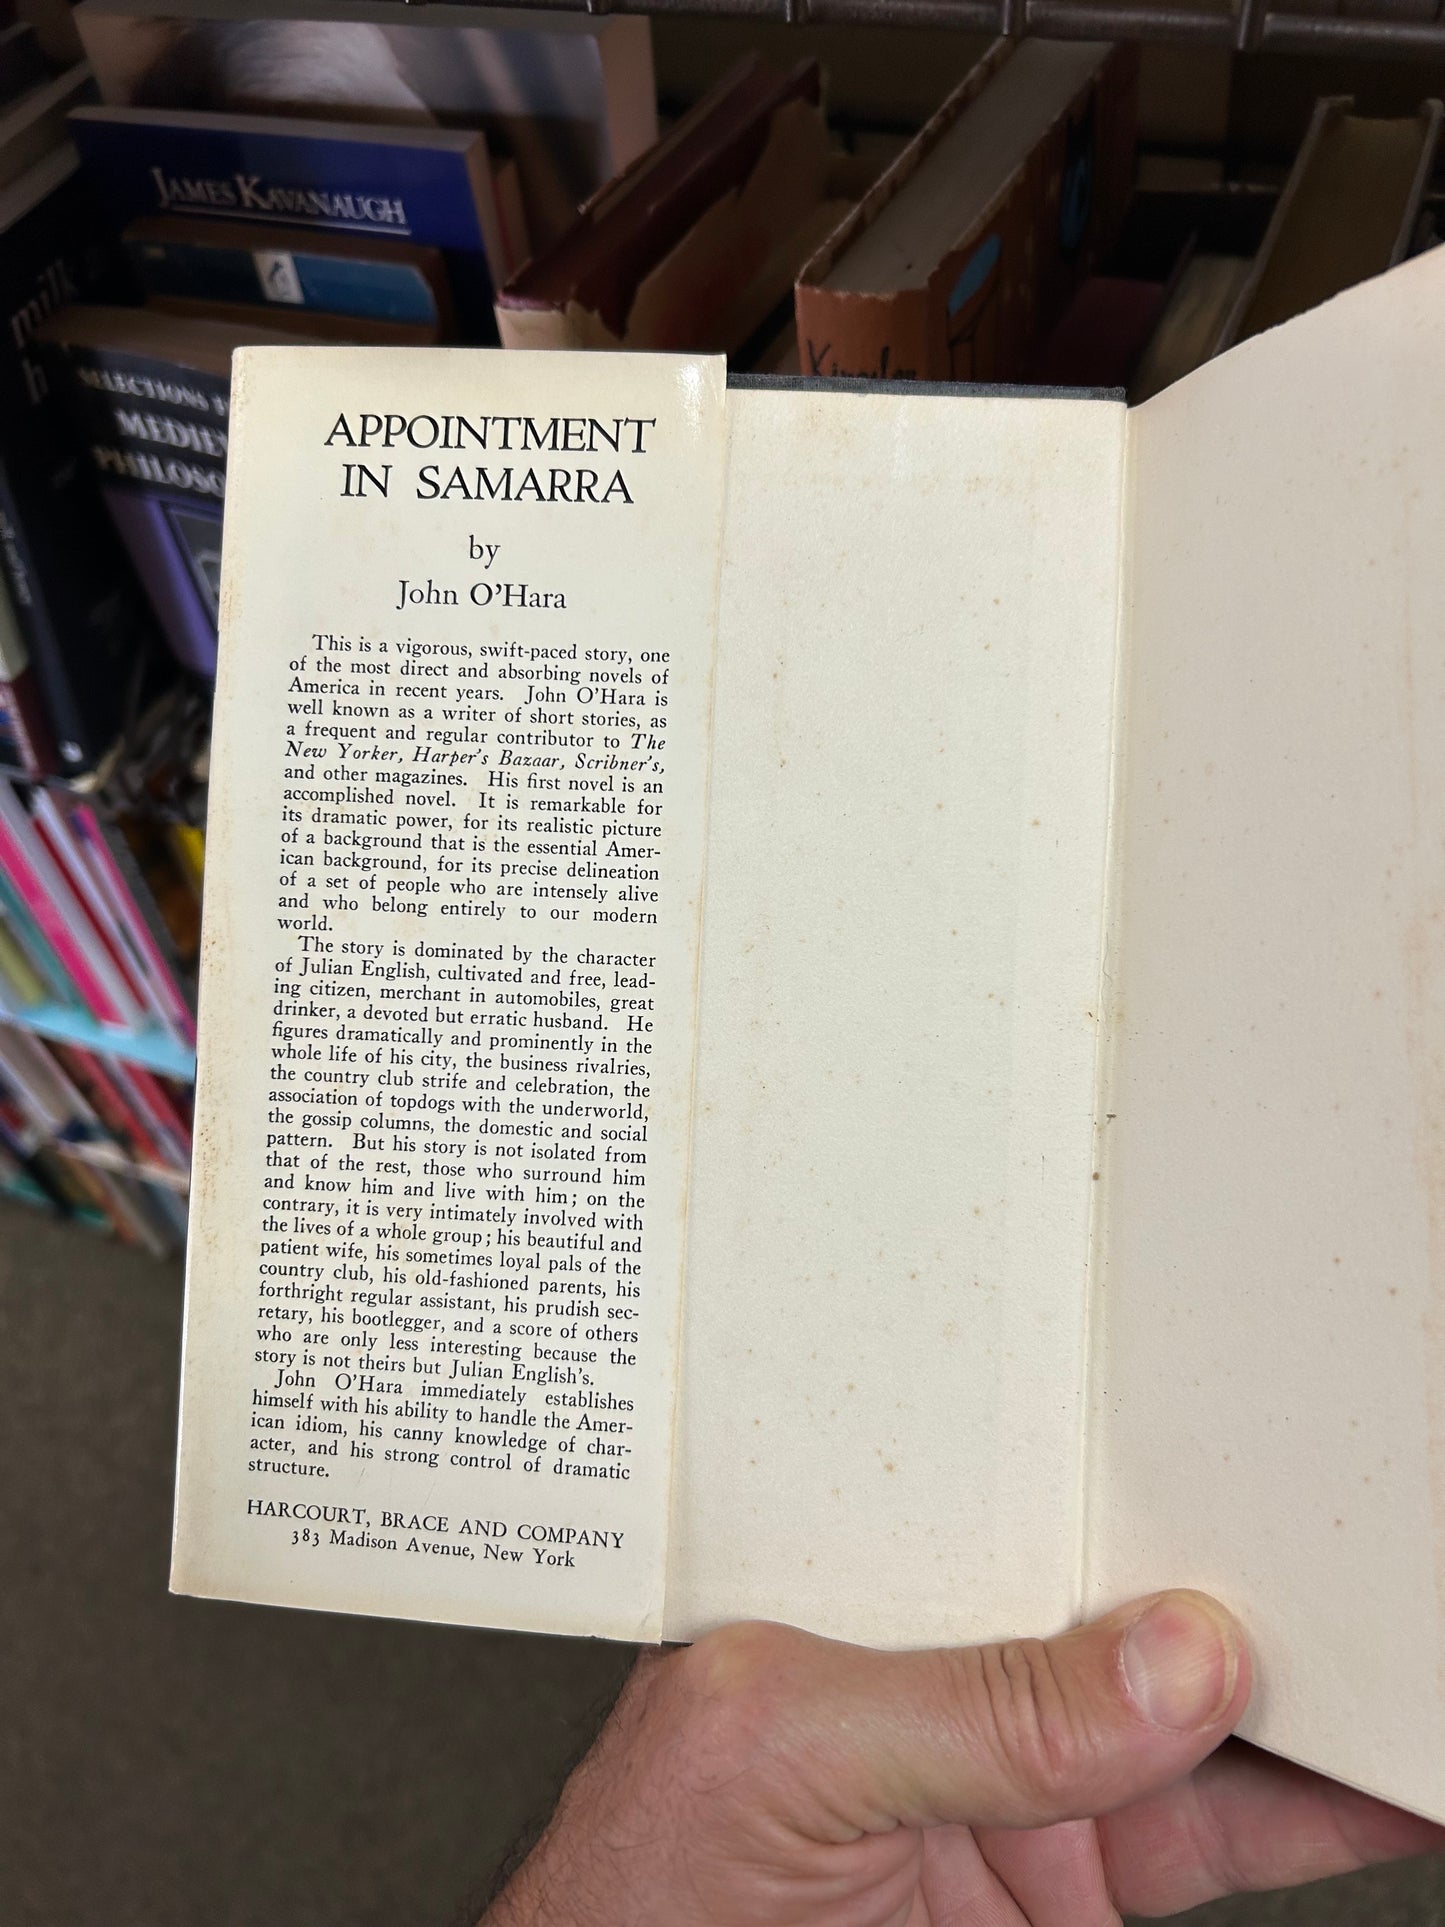 JAMES KAVANAUGH
milk
SELECTIONS
MEDIEV
PHILOSO
Kingsley
APPOINTMENT
IN SAMARRA
by
John O'Hara
This is a vigorous, swift-paced story, one
of the most direct and absorbing novels of
America in recent years. John O'Hara is
well known as a writer of short stories, as
a frequent and regular contributor to The
New Yorker, Harper's Bazaar, Scribner's,
and other magazines. His first novel is an
accomplished novel. It is remarkable for
its dramatic power, for its realistic picture
of a background that is the essential Amer-
ican background, for its precise delineation
of a set of people who are intensely alive
and who belong entirely to our modern
world.
The story is dominated by the character
of Julian English, cultivated and free, lead-
ing citizen, merchant in automobiles, great
drinker, a devoted but erratic husband. He
figures dramatically and prominently in the
whole life of his city, the business rivalries,
the country club strife and celebration, the
association of topdogs with the underworld,
the gossip columns, the domestic and social
pattern. But his story is not isolated from
that of the rest, those who surround him
and know him and live with him; on the
contrary, it is very intimately involved with
the lives of a whole group; his beautiful and
patient wife, his sometimes loyal pals of the
country club, his old-fashioned parents, his
forthright regular assistant, his prudish sec-
retary, his bootlegger, and a score of others
who are only less interesting because the
story is not theirs but Julian English's.
John O'Hara immediately establishes
himself with his ability to handle the Amer-
ican idiom, his canny knowledge of char-
acter, and his strong control of dramatic
structure.
HARCOURT, BRACE AND COMPANY
383 Madison Avenue, New York